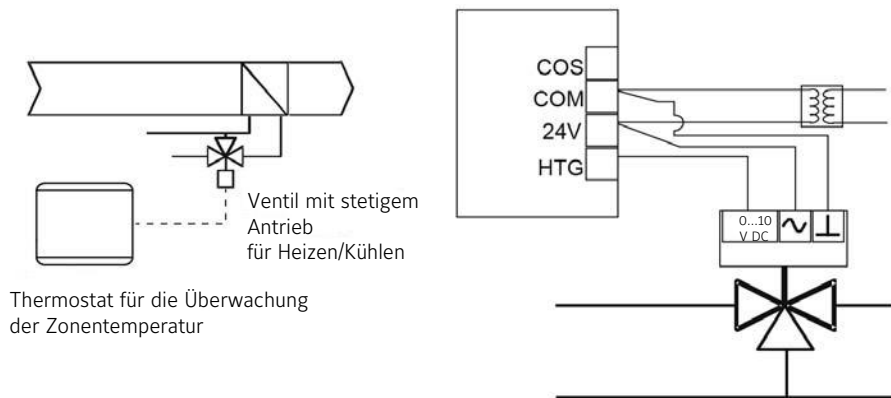 Ventil mit stetigem
Antrieb
für Heizen/Kühlen
Thermostat für die Überwachung
der Zonentemperatur
COS
COM
24V
HTG
0...10
V DC